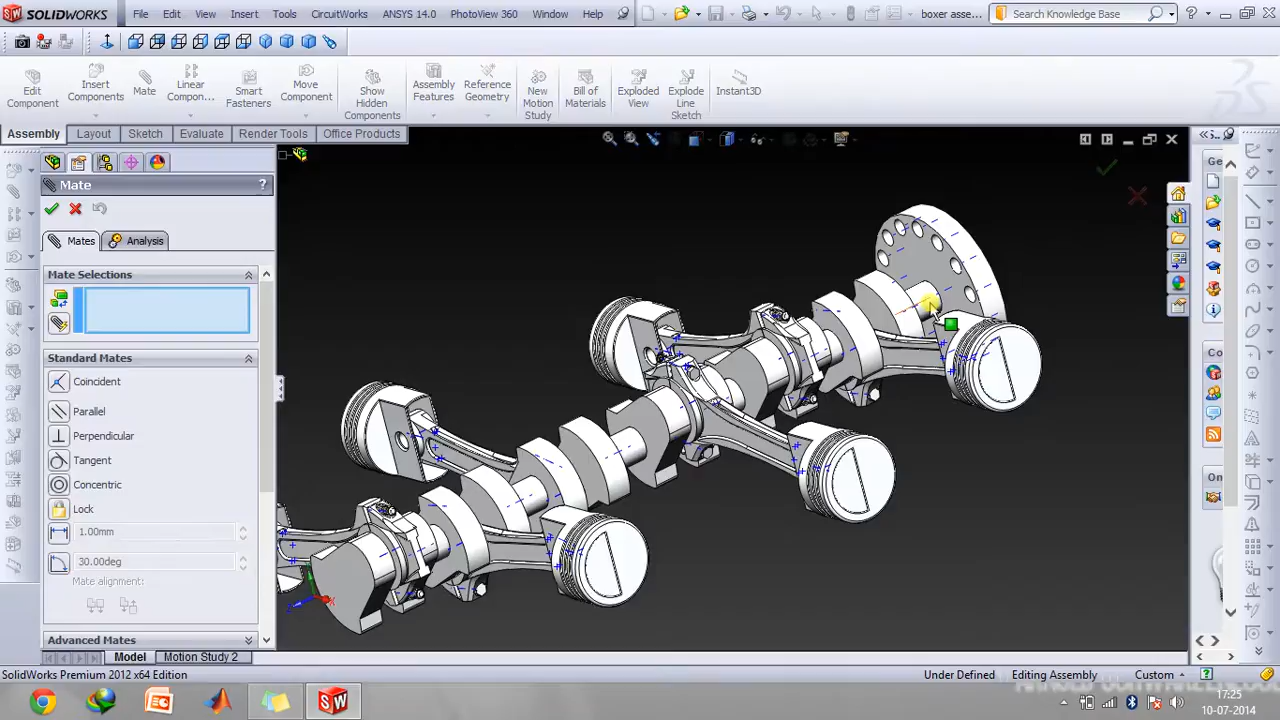 SOLIDWORKS File Edit View Insert Tools CircuitWorks ANSYS 14.0 PhotoView 360 Window Help boxer asse... Search Knowledge Base
Edit Component
Insert Components
Mate
Linear Compon...
Smart Fasteners
Move Component
Show Hidden Components
Assembly Features
Reference Geometry
New Motion Study
Bill of Materials
Exploded View
Explode Line Sketch
Instant3D
Assembly Layout Sketch Evaluate Render Tools Office Products
Mate ?
Mates Analysis
Mate Selections
Standard Mates
Coincident
Parallel
Perpendicular
Tangent
Concentric
Lock
1.00mm
30.00deg
Mate alignment:
Advanced Mates
Ge
Co
On
Model Motion Study 2
SolidWorks Premium 2012 x64 Edition Under Defined Editing Assembly Custom
17:25
10-07-2014